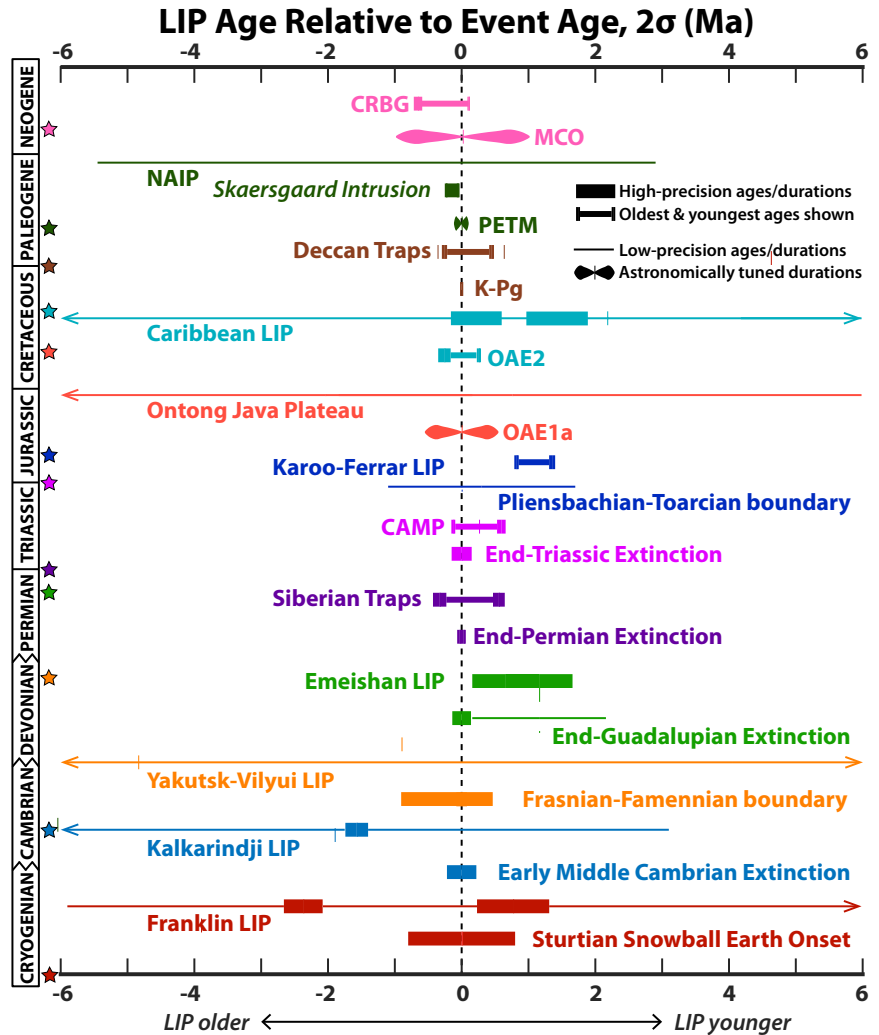 LIP Age Relative to Event Age, 2σ (Ma)
-6 -4 -2 0 2 4 6
NEOGENE
CRBG
MCO
PALEOGENE
NAIP
Skaersgaard Intrusion
High-precision ages/durations
Oldest & youngest ages shown
PETM
Deccan Traps
Low-precision ages/durations
Astronomically tuned durations
CRETACEOUS
K-Pg
Caribbean LIP
OAE2
JURASSIC
Ontong Java Plateau
OAE1a
Karoo-Ferrar LIP
Pliensbachian-Toarcian boundary
TRIASSIC
CAMP
End-Triassic Extinction
PERMIAN
Siberian Traps
End-Permian Extinction
DEVONIAN
Emeishan LIP
End-Guadalupian Extinction
CAMBRIAN
Yakutsk-Vilyui LIP
Frasnian-Famennian boundary
Kalkarindji LIP
Early Middle Cambrian Extinction
CRYOGENIAN
Franklin LIP
Sturtian Snowball Earth Onset
-6 -4 -2 0 2 4 6
LIP older LIP younger